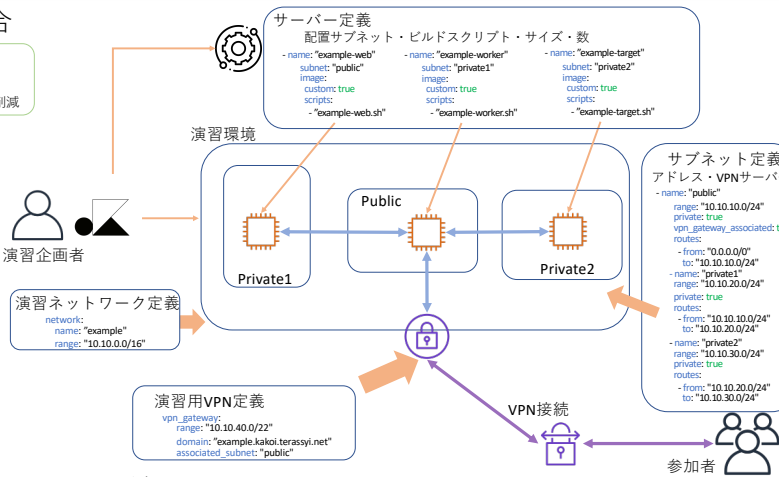 合
削減
サーバー定義
配置サブネット・ビルドスクリプト・サイズ・数
- name: "example-web"
subnet: "public"
image:
custom: true
scripts:
- "example-web.sh"
- name: "example-worker"
subnet: "private1"
image:
custom: true
scripts:
- "example-worker.sh"
- name: "example-target"
subnet: "private2"
image:
custom: true
scripts:
- "example-target.sh"
演習環境
Private1
Public
Private2
演習企画者
サブネット定義
アドレス・VPNサーバ
- name: "public"
range: "10.10.10.0/24"
private: true
vpn_gateway_associated: t
routes:
- from: "0.0.0.0/0"
to: "10.10.10.0/24"
- name: "private1"
range: "10.10.20.0/24"
private: true
routes:
- from: "10.10.10.0/24"
to: "10.10.20.0/24"
- name: "private2"
range: "10.10.30.0/24"
private: true
routes:
- from: "10.10.20.0/24"
to: "10.10.30.0/24"
演習ネットワーク定義
network:
name: "example"
range: "10.10.0.0/16"
演習用VPN定義
vpn_gateway:
range: "10.10.40.0/22"
domain: "example.kakoi.terassyi.net"
associated_subnet: "public"
VPN接続
参加者